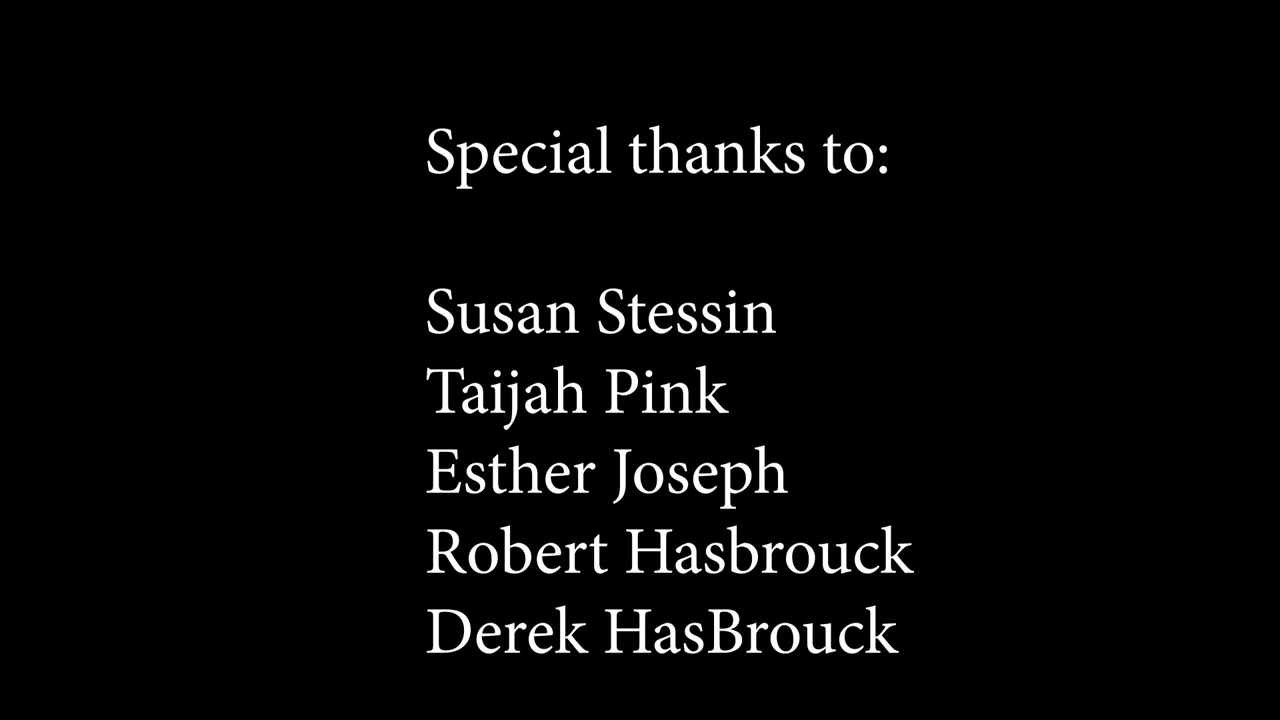 Special thanks to:
Susan Stessin
Taijah Pink
Esther Joseph
Robert Hasbrouck
Derek HasBrouck